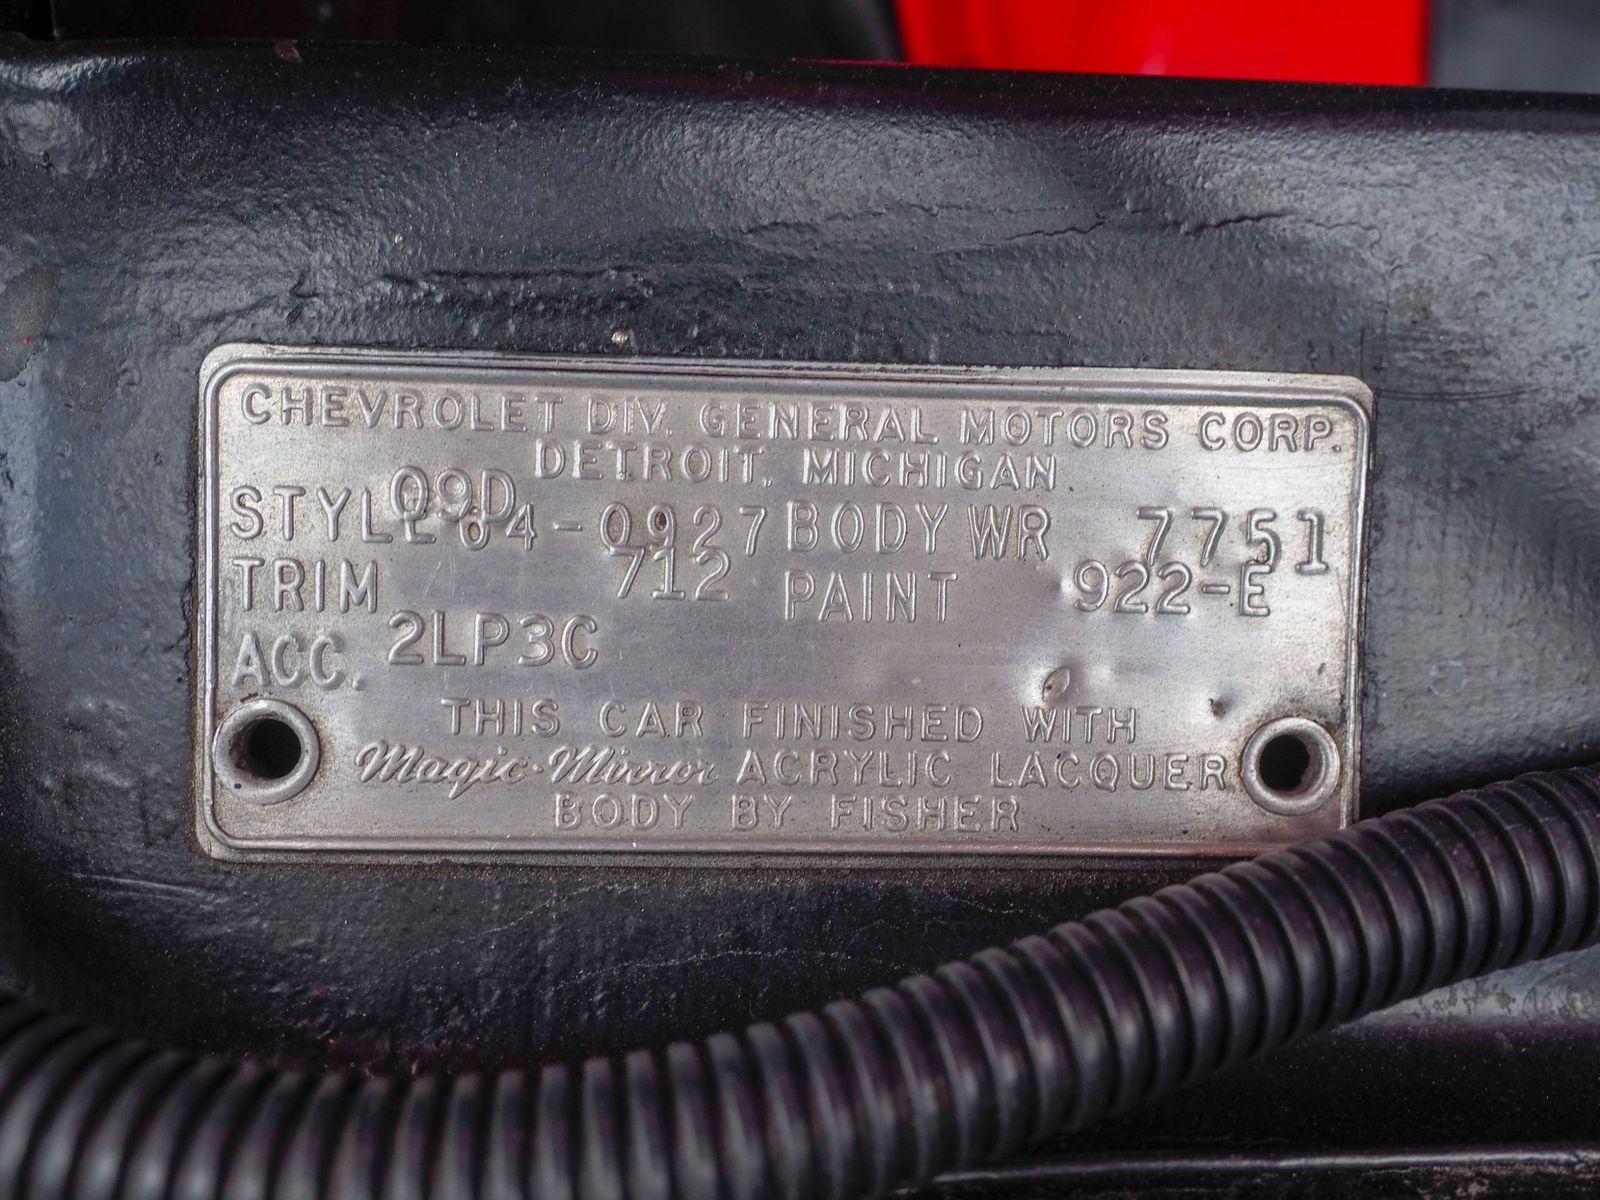 CHEVROLET DIV. GENERAL MOTORS CORP.
DETROIT, MICHIGAN
09D
STYLE 64-0927 BODY WR 7751
TRIM 712 PAINT 922-E
ACC. 2LP3C
THIS CAR FINISHED WITH
Magic-Mirror ACRYLIC LACQUER
BODY BY FISHER